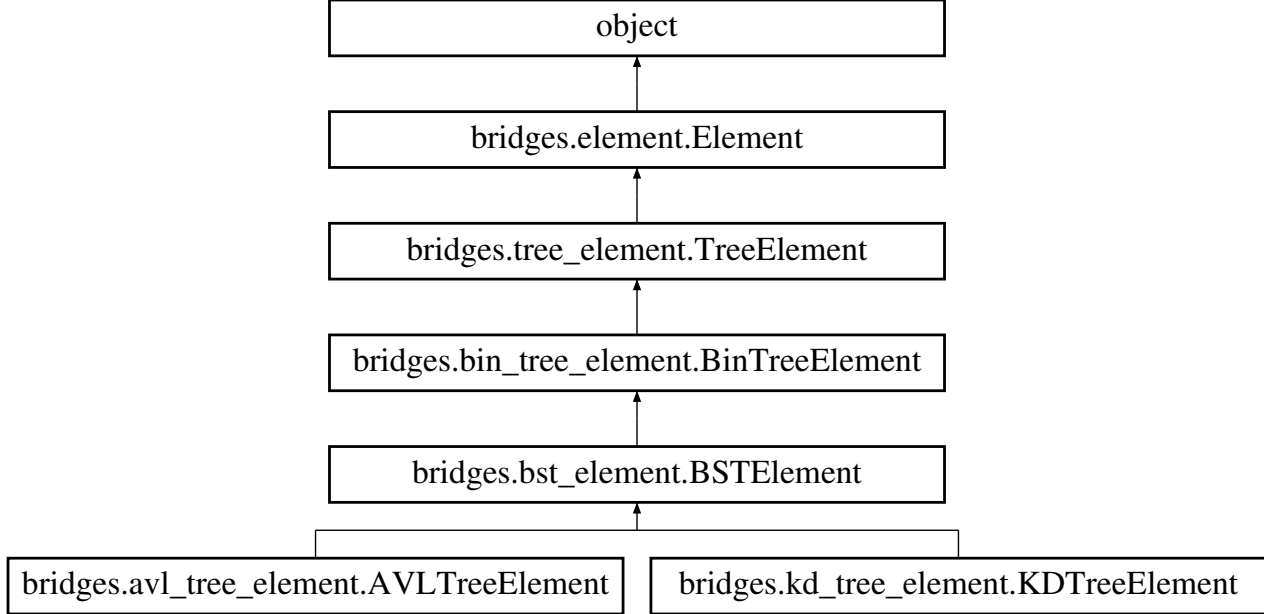 object
bridges.element.Element
bridges.tree_element.TreeElement
bridges.bin_tree_element.BinTreeElement
bridges.bst_element.BSTElement
bridges.avl_tree_element.AVLTreeElement
bridges.kd_tree_element.KDTreeElement